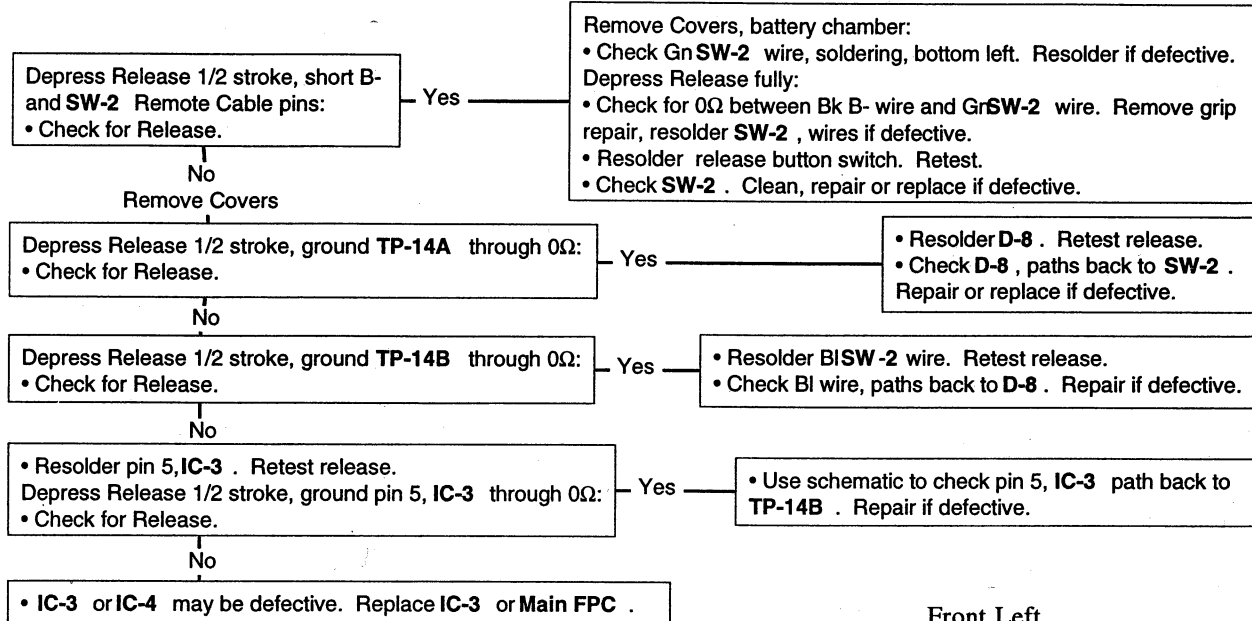 Depress Release 1/2 stroke, short B-
and SW-2 Remote Cable pins:
• Check for Release.
Yes
Remove Covers, battery chamber:
• Check Gn SW-2 wire, soldering, bottom left. Resolder if defective.
Depress Release fully:
• Check for 0Ω between Bk B- wire and GnSW-2 wire. Remove grip
repair, resolder SW-2 , wires if defective.
• Resolder release button switch. Retest.
• Check SW-2 . Clean, repair or replace if defective.
No
Remove Covers
Depress Release 1/2 stroke, ground TP-14A through 0Ω:
• Check for Release.
Yes
• Resolder D-8 . Retest release.
• Check D-8 , paths back to SW-2 .
Repair or replace if defective.
No
Depress Release 1/2 stroke, ground TP-14B through 0Ω:
• Check for Release.
Yes
• Resolder BlSW-2 wire. Retest release.
• Check Bl wire, paths back to D-8 . Repair if defective.
No
• Resolder pin 5, IC-3 . Retest release.
Depress Release 1/2 stroke, ground pin 5, IC-3 through 0Ω:
• Check for Release.
Yes
• Use schematic to check pin 5, IC-3 path back to
TP-14B . Repair if defective.
No
• IC-3 or IC-4 may be defective. Replace IC-3 or Main FPC .
Front Left